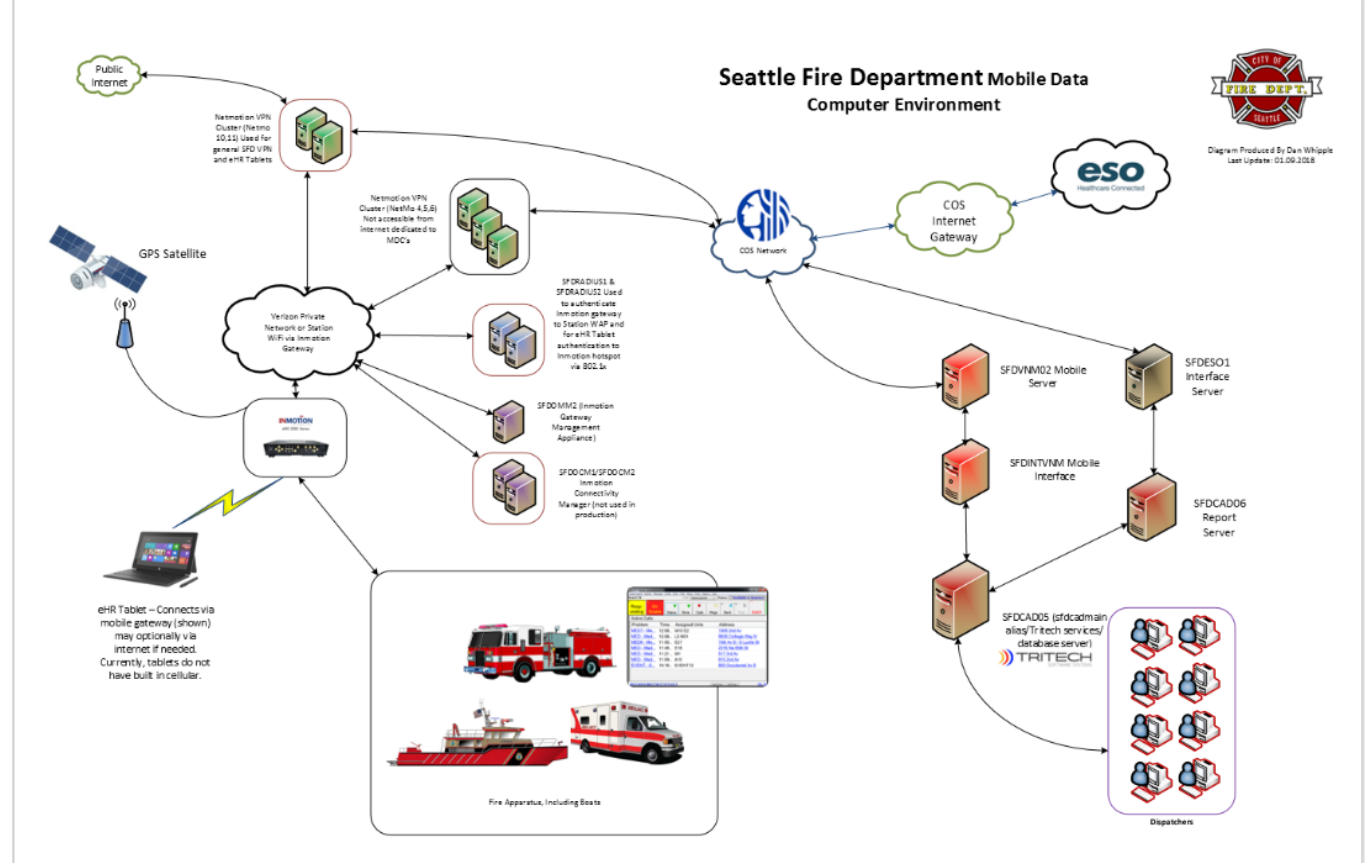 Seattle Fire Department Mobile Data
Computer Environment
CITY OF
FIRE DEPT.
SEATTLE
Diagram Produced By Dan Whipple
Last Update: 01.09.2018
Public
Internet
Netmotion VPN
Cluster (Netmo
10,11) Used for
general SFD VPN
and eHR Tablets
Netmotion VPN
Cluster (NetMo 4,5,6)
Not accessible from
internet dedicated to
MDC's
GPS Satellite
Verizon Private
Network or Station
WiFi via Inmotion
Gateway
SFDRADIUS1 &
SFDRADIUS2 Used
to authenticate
Inmotion gateway
to Station WAP and
for eHR Tablet
authentication to
Inmotion hotspot
via 802.1x
SFDOMM2 (Inmotion
Gateway
Management
Appliance)
SFDOCM1/SFDOCM2
Inmotion
Connectivity
Manager (not used in
production)
INMOTION
eHR Tablet – Connects via
mobile gateway (shown)
may optionally via
internet if needed.
Currently, tablets do not
have built in cellular.
Fire Apparatus, Including Boats
Problem Time Assigned Units Address
COS Network
COS
Internet
Gateway
eso
Healthcare Connected
SFDVNM02 Mobile
Server
SFDESO1
Interface
Server
SFDINTVNM Mobile
Interface
SFDCAD06
Report
Server
SFDCAD05 (sfdcadmain
alias/Tritech services/
database server)
TRITECH
Dispatchers